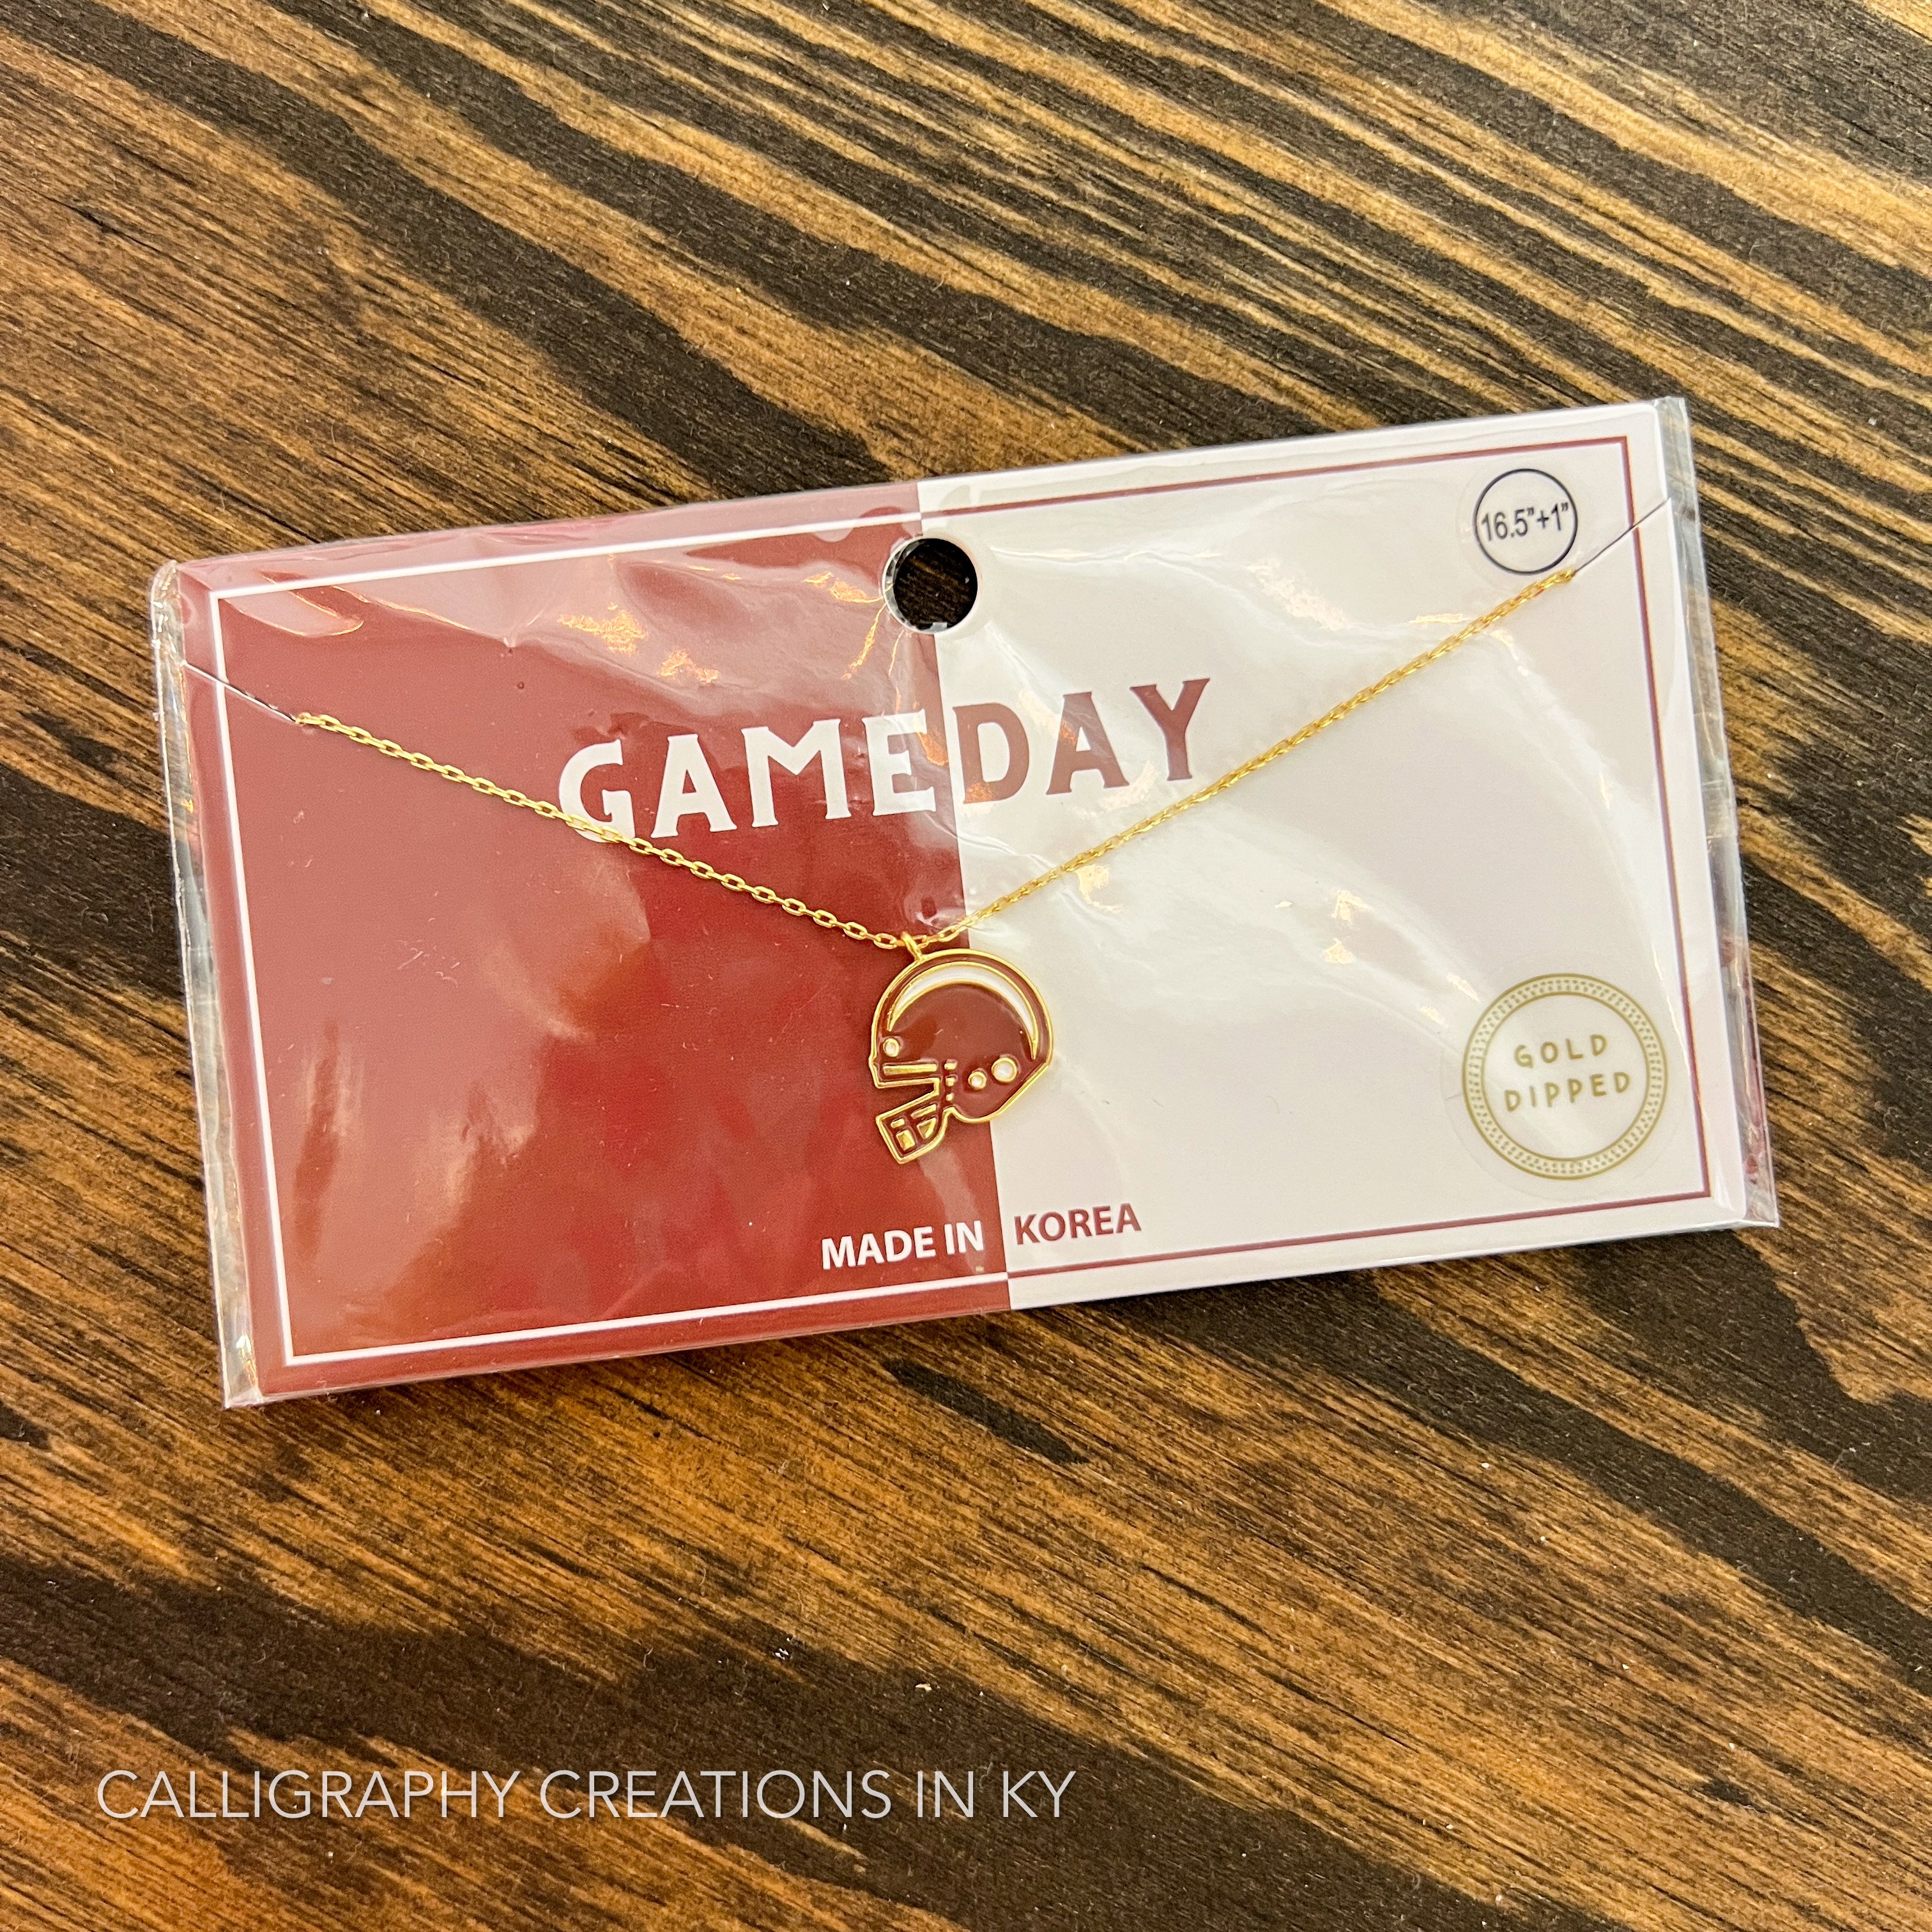 16.5"+1"
GAMEDAY
GOLD
DIPPED
MADE IN KOREA
CALLIGRAPHY CREATIONS IN KY